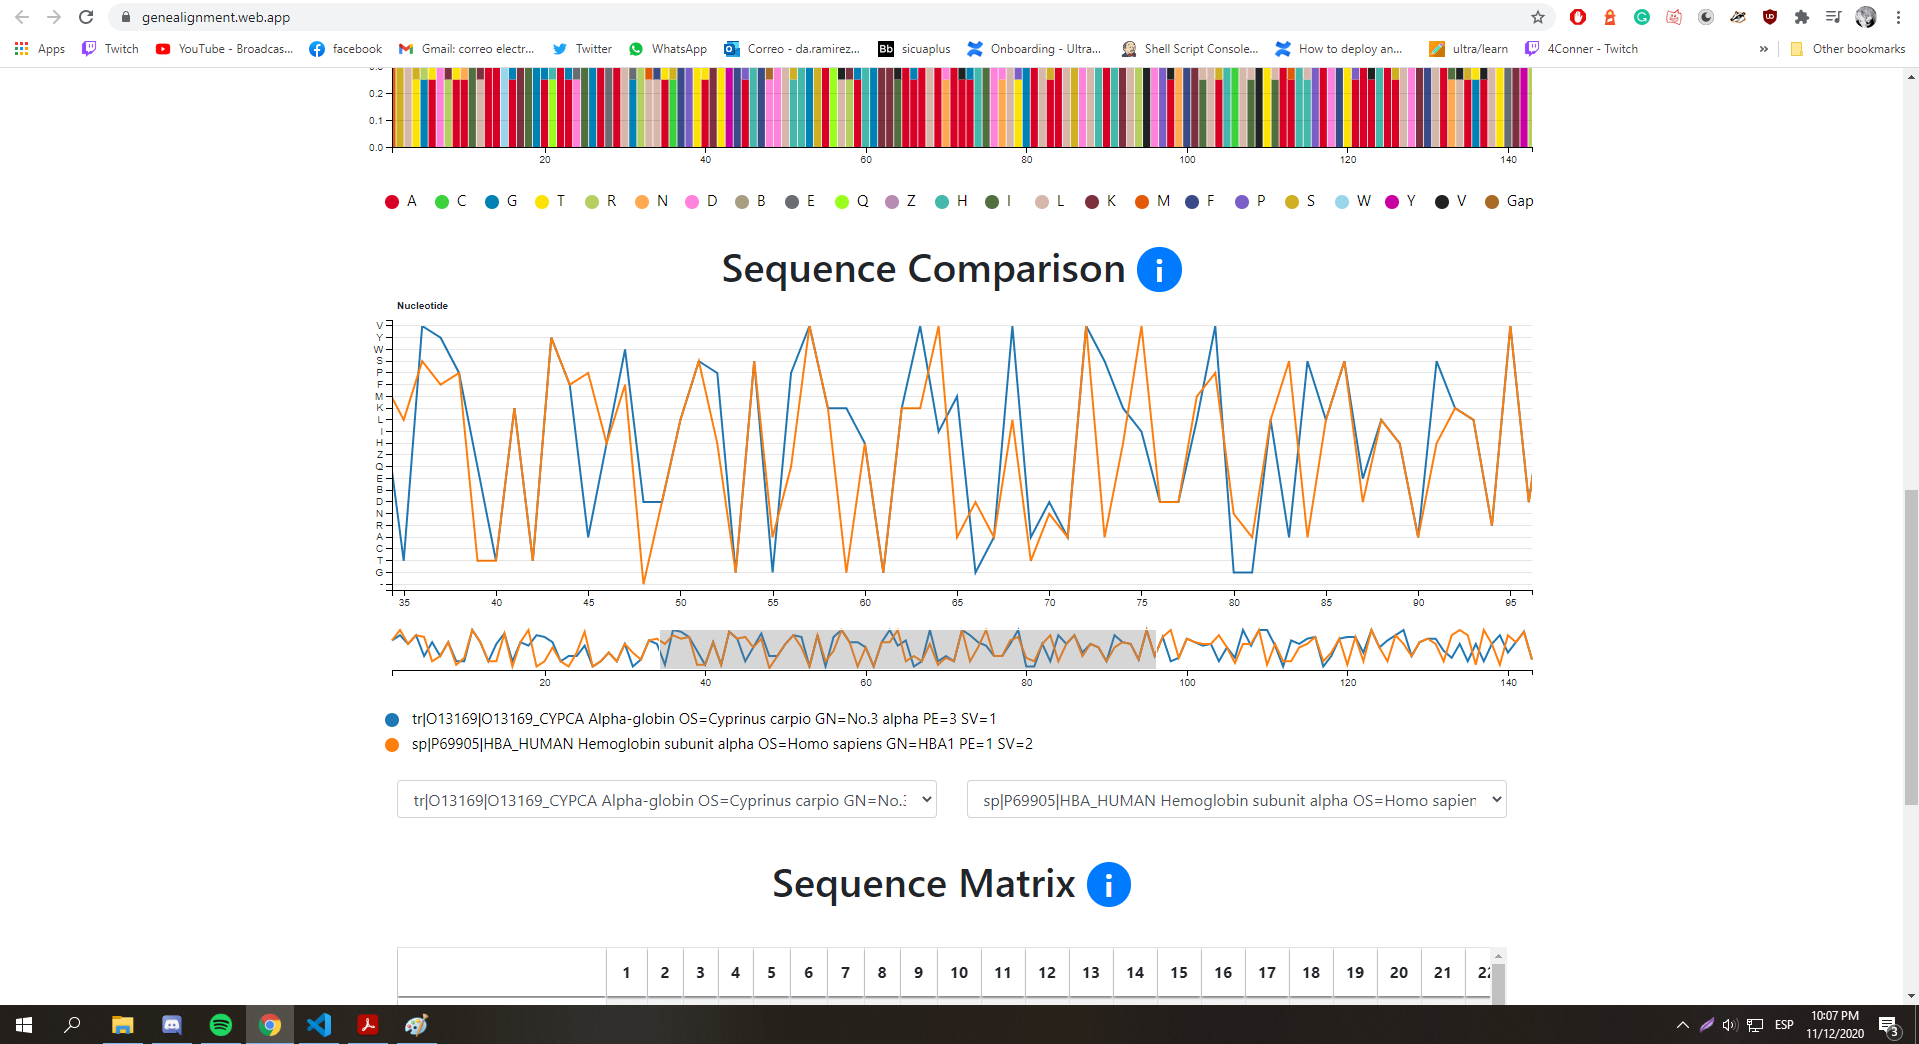 genealignment.web.app
Apps Twitch YouTube - Broadcas... facebook Gmail: correo electr... Twitter WhatsApp Correo - da.ramirez... Bb sicuaplus Onboarding - Ultra... Shell Script Console... How to deploy an... ultra/learn 4Conner - Twitch » Other bookmarks
0.2
0.1
0.0
20 40 60 80 100 120 140
A C G T R N D B E Q Z H I L K M F P S W Y V Gap
Sequence Comparison i
Nucleotide
V
Y
W
S
P
F
M
K
L
I
H
Z
Q
E
B
D
N
R
A
C
T
G
-
35 40 45 50 55 60 65 70 75 80 85 90 95
20 40 60 80 100 120 140
tr|O13169|O13169_CYPCA Alpha-globin OS=Cyprinus carpio GN=No.3 alpha PE=3 SV=1
sp|P69905|HBA_HUMAN Hemoglobin subunit alpha OS=Homo sapiens GN=HBA1 PE=1 SV=2
tr|O13169|O13169_CYPCA Alpha-globin OS=Cyprinus carpio GN=No.3 sp|P69905|HBA_HUMAN Hemoglobin subunit alpha OS=Homo sapien
Sequence Matrix i
1 2 3 4 5 6 7 8 9 10 11 12 13 14 15 16 17 18 19 20 21
ESP 10:07 PM
11/12/2020 3